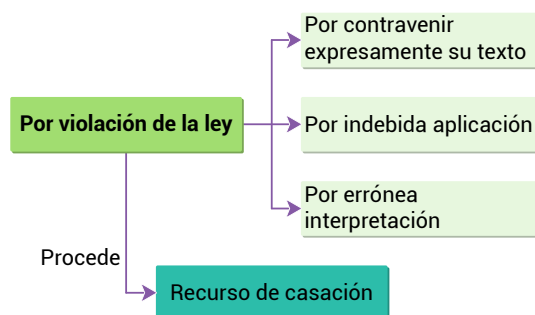 Por contravenir
expresamente su texto
Por violación de la ley
Por indebida aplicación
Por errónea
interpretación
Procede
Recurso de casación